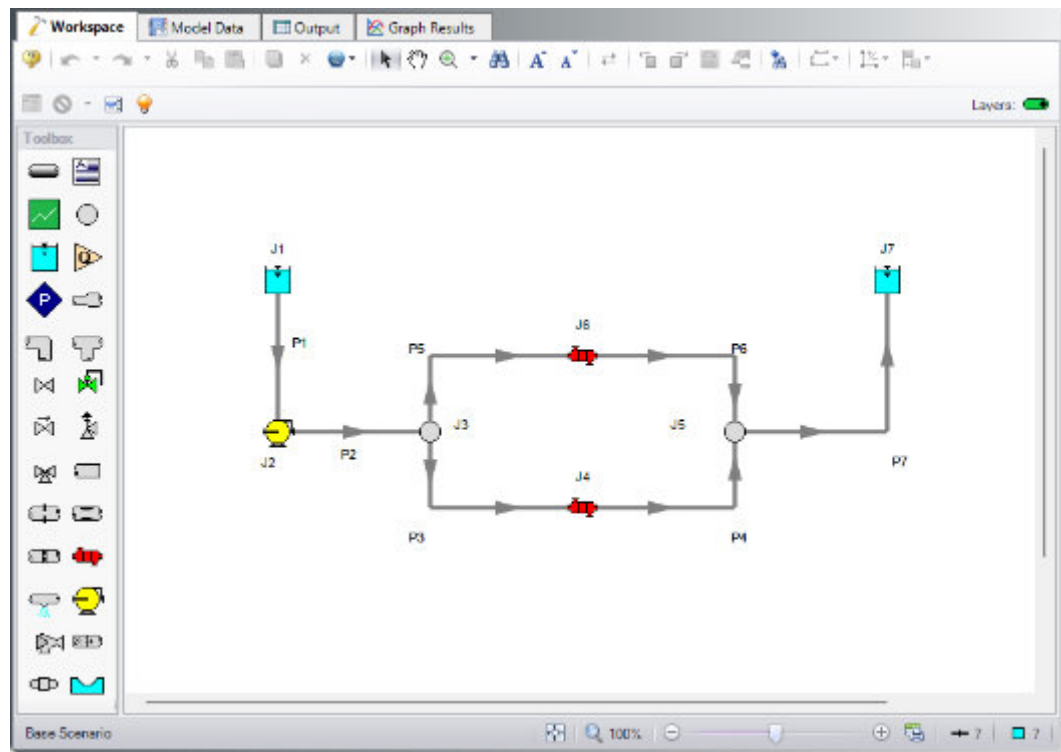 Workspace Model Data Output Graph Results
A A
Layers:
Toolbox
A
Q
P
J1 J7
P1 P5 J6 P6
J3 J5
J2 P2 J4 P7
P3 P4
Base Scenario 100% 7 7